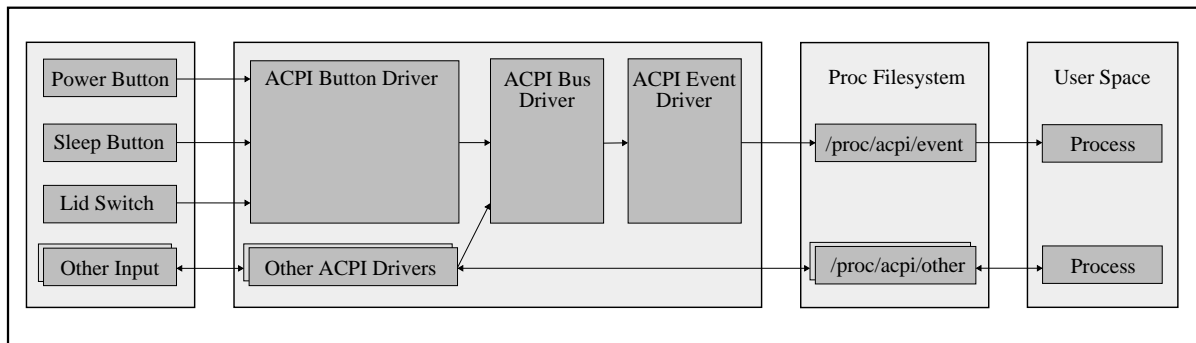 Power Button
Sleep Button
Lid Switch
Other Input
ACPI Button Driver
Other ACPI Drivers
ACPI Bus
Driver
ACPI Event
Driver
Proc Filesystem
/proc/acpi/event
/proc/acpi/other
User Space
Process
Process